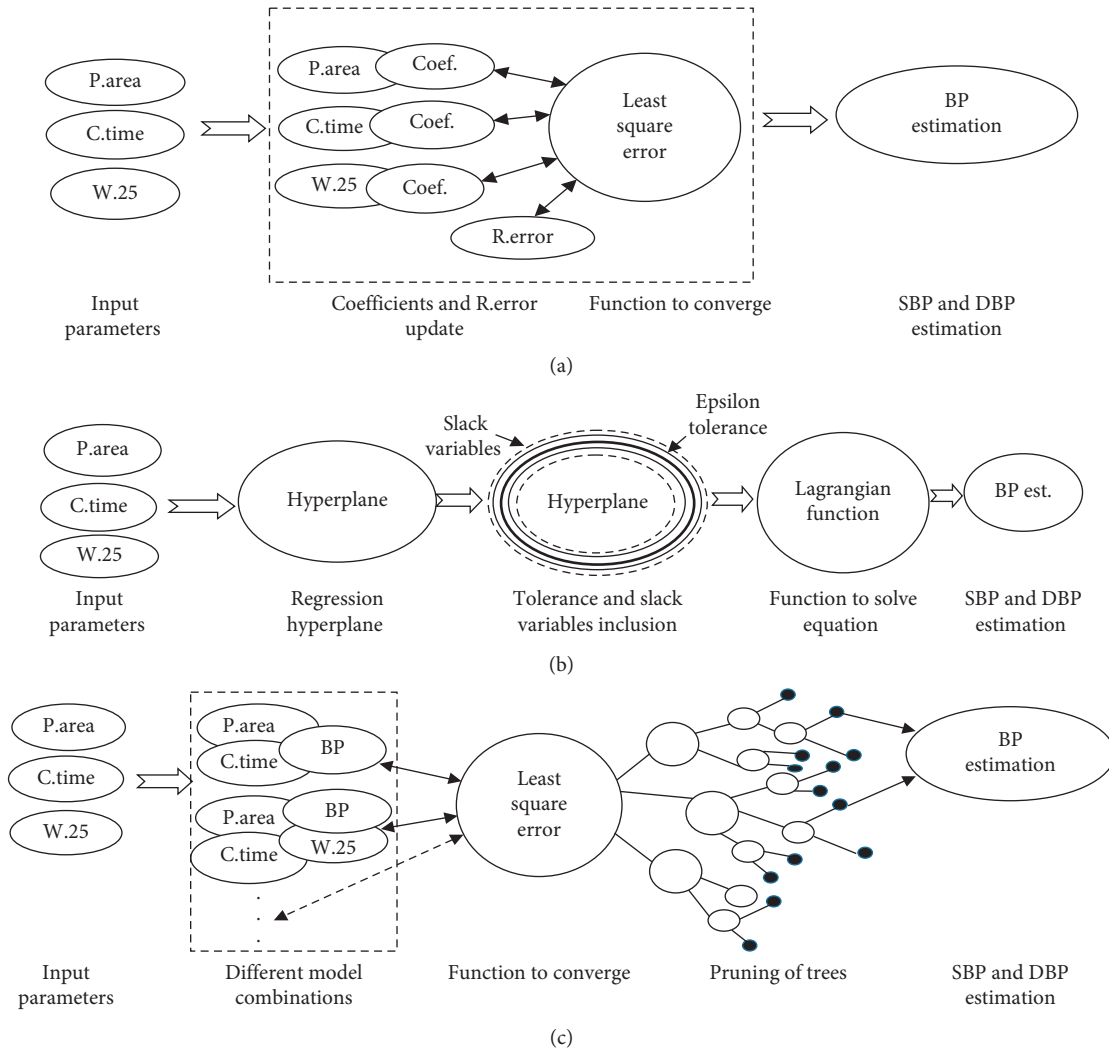 P.area
C.time
W.25
P.area
Coef.
C.time
Coef.
W.25
Coef.
R.error
Least
square
error
BP
estimation
Input
parameters
Coefficients and R.error
update
Function to converge
SBP and DBP
estimation
(a)
P.area
C.time
W.25
Hyperplane
Slack
variables
Epsilon
tolerance
Hyperplane
Lagrangian
function
BP est.
Input
parameters
Regression
hyperplane
Tolerance and slack
variables inclusion
Function to solve
equation
SBP and DBP
estimation
(b)
P.area
C.time
W.25
P.area
C.time
BP
P.area
BP
C.time
W.25
Least
square
error
BP
estimation
Input
parameters
Different model
combinations
Function to converge
Pruning of trees
SBP and DBP
estimation
(c)